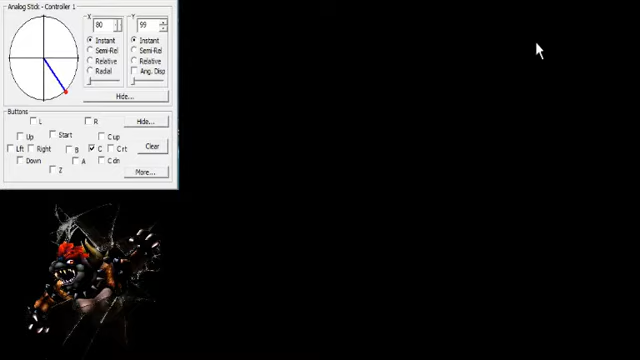 Analog Stick - Controller 1
X
Y
80
99
Instant
Instant
Semi-Rel
Semi-Rel
Relative
Relative
Radial
Ang. Disp
Hide...
Buttons
L
R
Hide...
Up
Start
C up
Lft
Right
B
C
C rt
Clear
Down
A
C dn
Z
More...